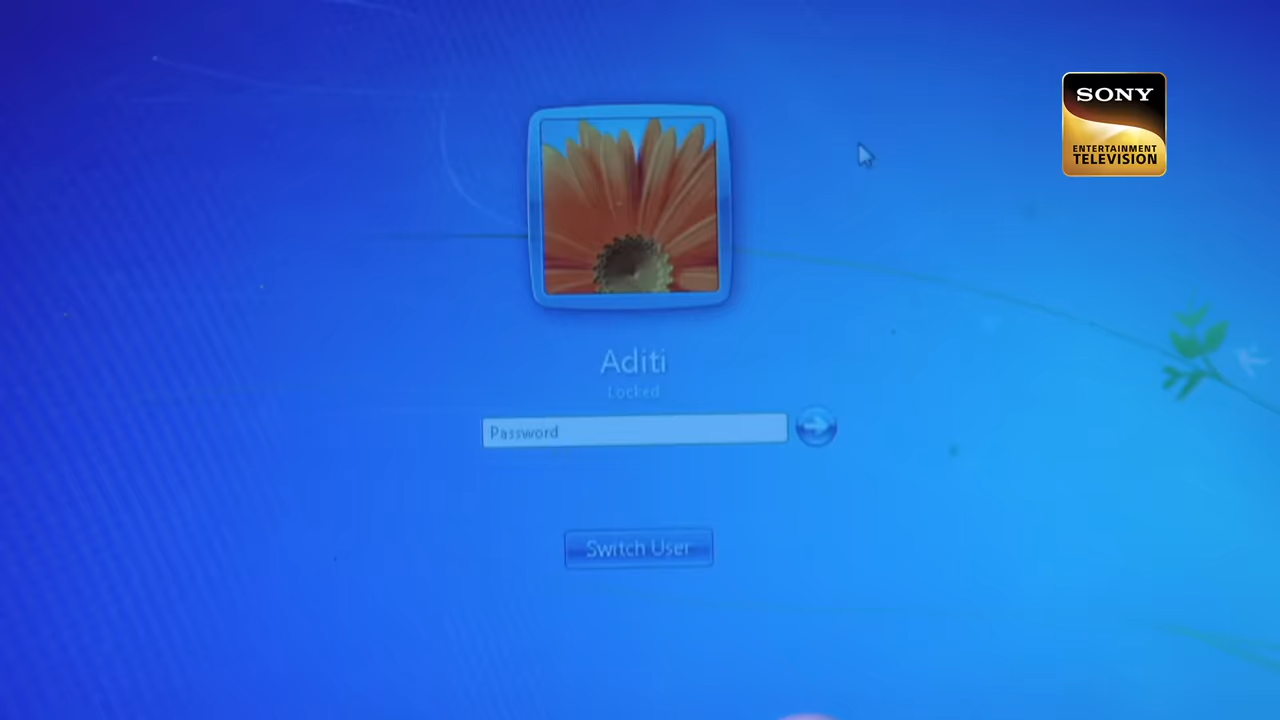 SONY
ENTERTAINMENT
TELEVISION
Aditi
Locked
Password
Switch User